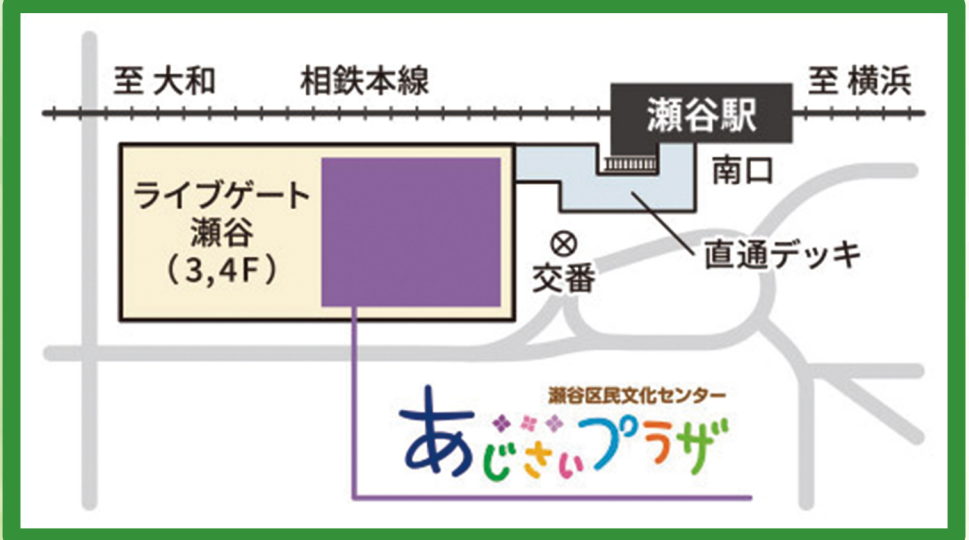 至 大和
相鉄本線
瀬谷駅
至 横浜
南口
ライブゲート
瀬谷
(3,4F)
直通デッキ
交番
瀬谷区民文化センター
あじさいプラザ